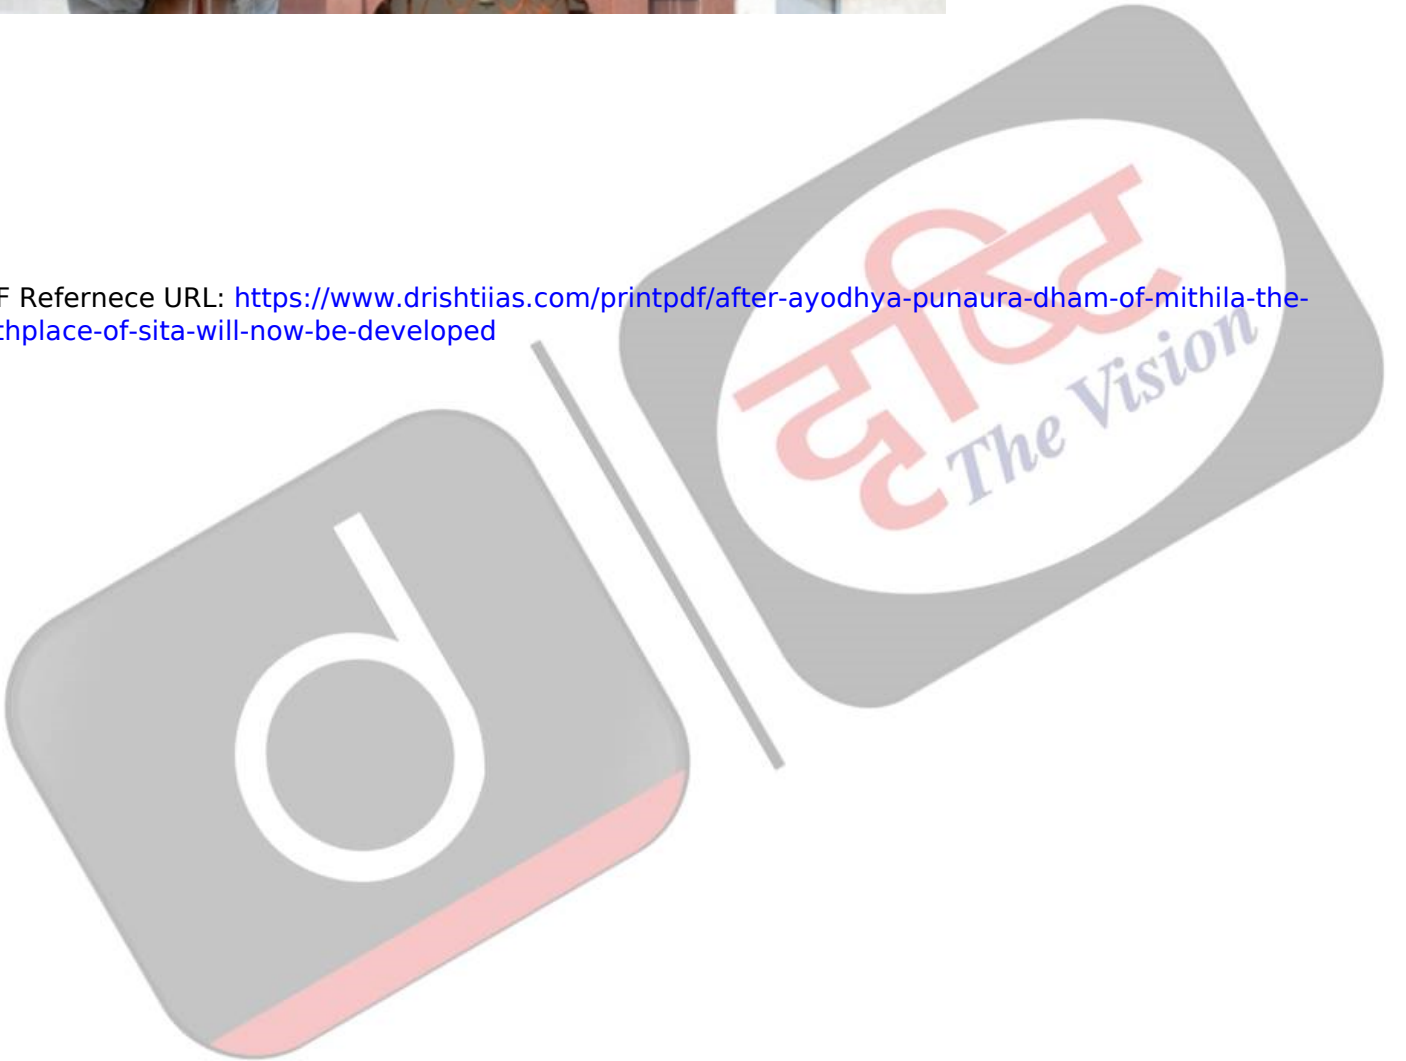 F Refernece URL: https://www.drishtiias.com/printpdf/after-ayodhya-punaura-dham-of-mithila-the-
thplace-of-sita-will-now-be-developed
दृष्टि
The Vision
d